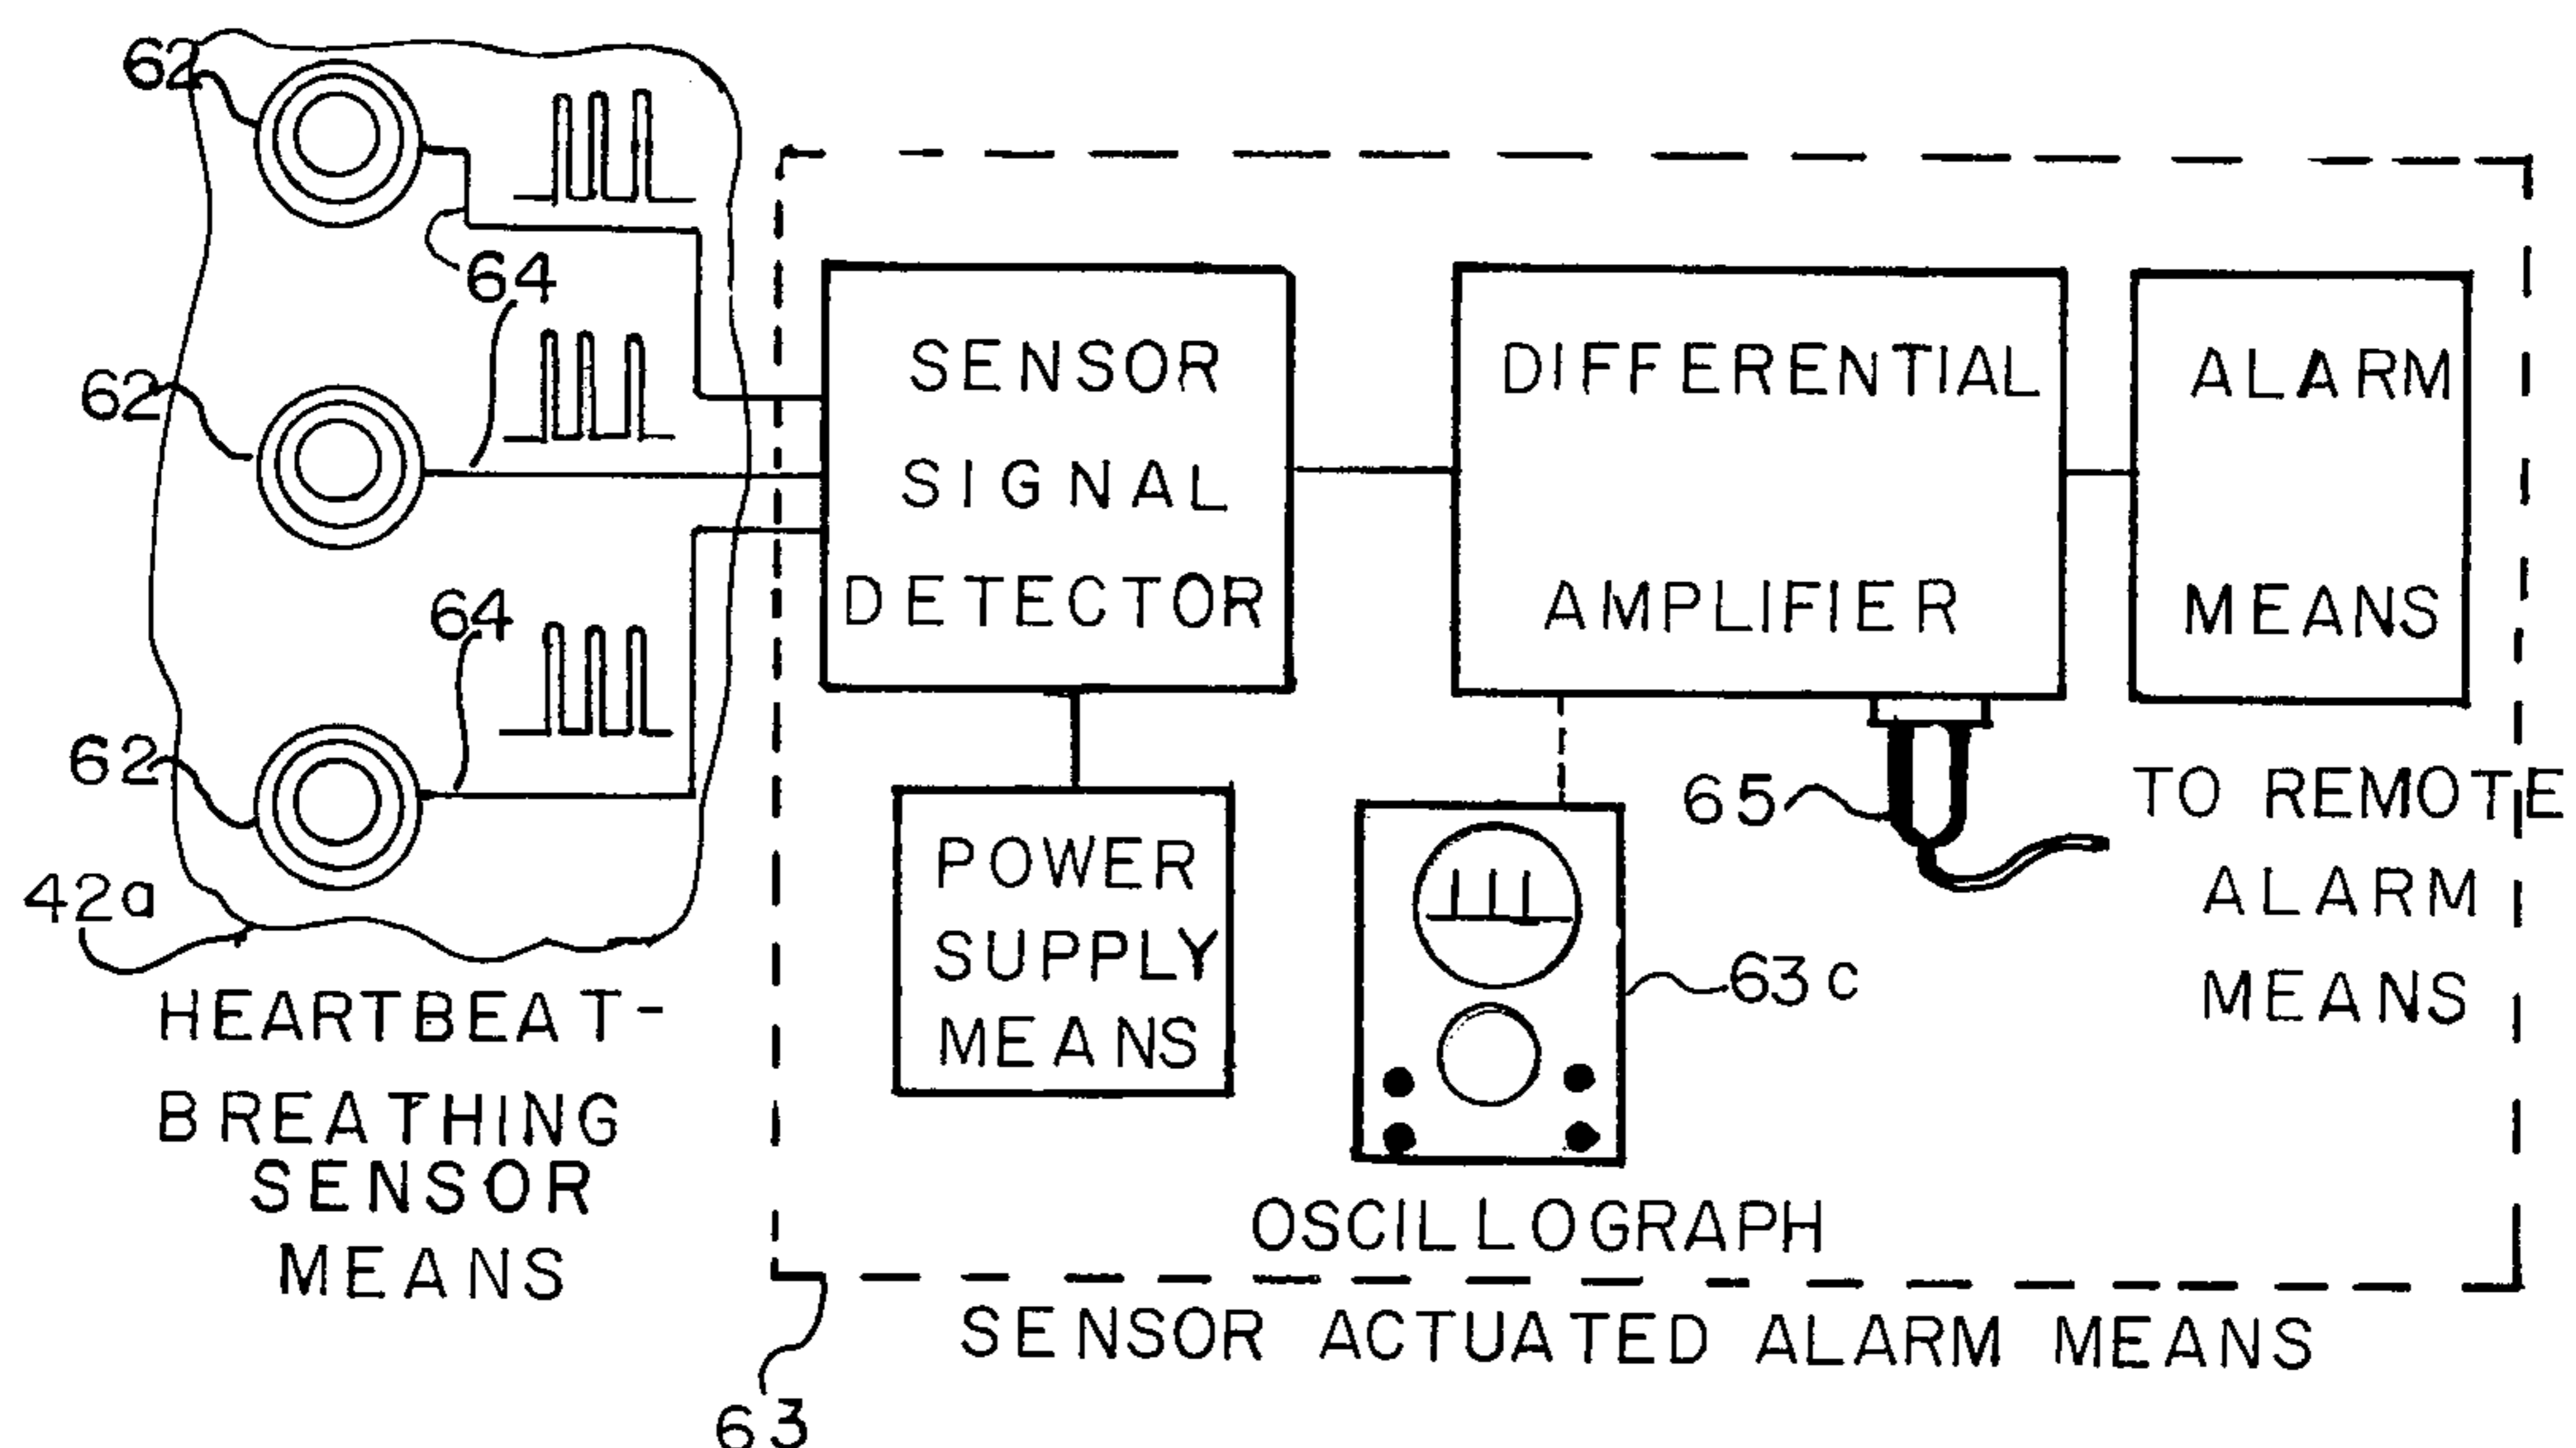 62
64
62
64
62
42a
HEARTBEAT-
BREATHING
SENSOR
MEANS
SENSOR
SIGNAL
DETECTOR
DIFFERENTIAL
AMPLIFIER
ALARM
MEANS
POWER
SUPPLY
MEANS
65
TO REMOTE
ALARM
MEANS
63c
OSCILLOGRAPH
SENSOR ACTUATED ALARM MEANS
63